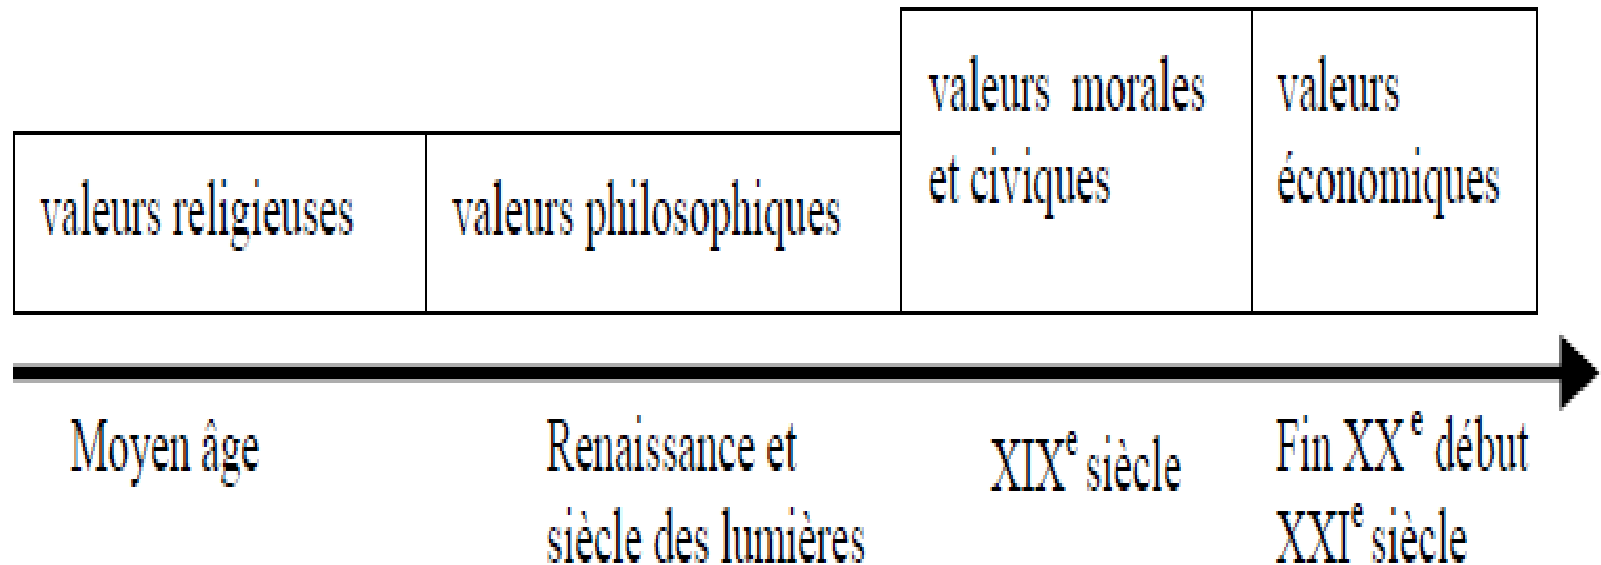 valeurs religieuses
valeurs philosophiques
valeurs morales
et civiques
valeurs
économiques
Moyen âge
Renaissance et
siècle des lumières
XIXe siècle
Fin XXe début
XXIe siècle